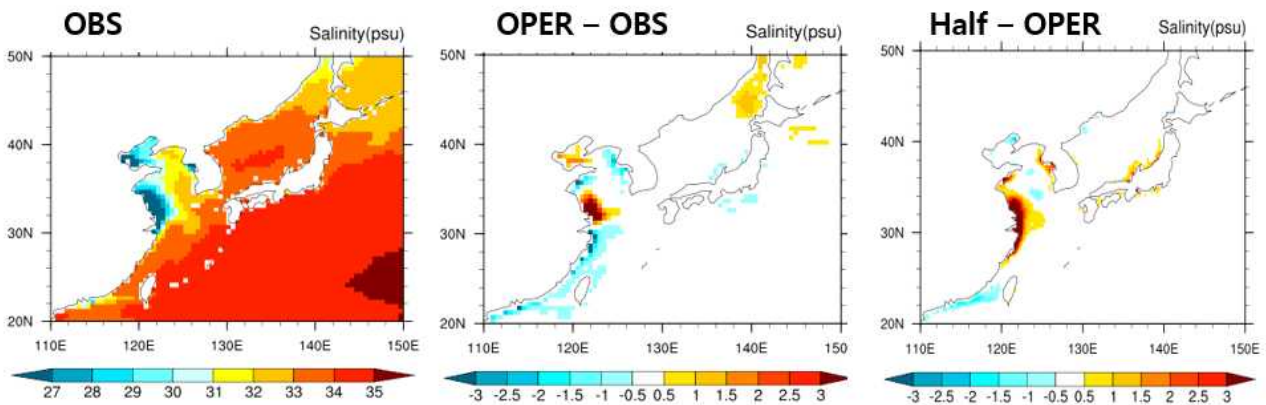 OBS
Salinity(psu)
50N
40N
30N
20N
110E 120E 130E 140E 150E
27 28 29 30 31 32 33 34 35
OPER – OBS
Salinity(psu)
50N
40N
30N
20N
110E 120E 130E 140E 150
-3 -2.5 -2 -1.5 -1 -0.5 0.5 1 1.5 2 2.5 3
Half – OPER
Salinity(psu)
50N
40N
30N
20N
110E 120E 130E 140E 150E
-3 -2.5 -2 -1.5 -1 -0.5 0.5 1 1.5 2 2.5 3